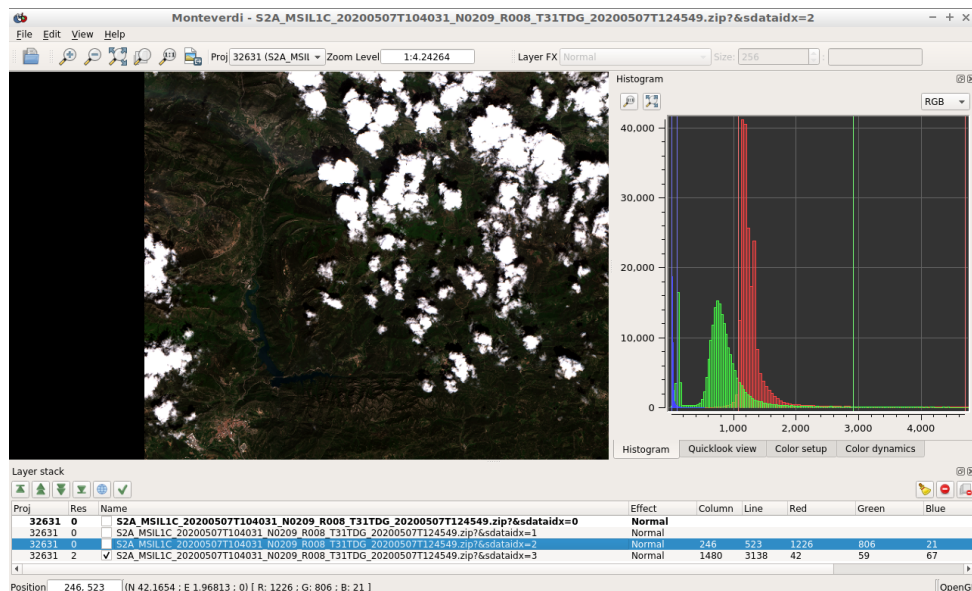 Monteverdi - S2A_MSIL1C_20200507T104031_N0209_R008_T31TDG_20200507T124549.zip?&sdataidx=2
File Edit View Help
Proj 32631 (S2A_MSIL Zoom Level 1:4.24264 Layer FX Normal Size: 256
Histogram
RGB
40,000
30,000
20,000
10,000
0
1,000 2,000 3,000 4,000
Histogram Quicklook view Color setup Color dynamics
Layer stack
Proj Res Name Effect Column Line Red Green Blue
32631 0 S2A_MSIL1C_20200507T104031_N0209_R008_T31TDG_20200507T124549.zip?&sdataidx=0 Normal
32631 0 S2A_MSIL1C_20200507T104031_N0209_R008_T31TDG_20200507T124549.zip?&sdataidx=1 Normal
32631 0 S2A_MSIL1C_20200507T104031_N0209_R008_T31TDG_20200507T124549.zip?&sdataidx=2 Normal 246 523 1226 806 21
32631 2 S2A_MSIL1C_20200507T104031_N0209_R008_T31TDG_20200507T124549.zip?&sdataidx=3 Normal 1480 3138 42 59 67
Position 246, 523 (N 42.1654 ; E 1.96813 ; 0) [ R: 1226 ; G: 806 ; B: 21 ] OpenG